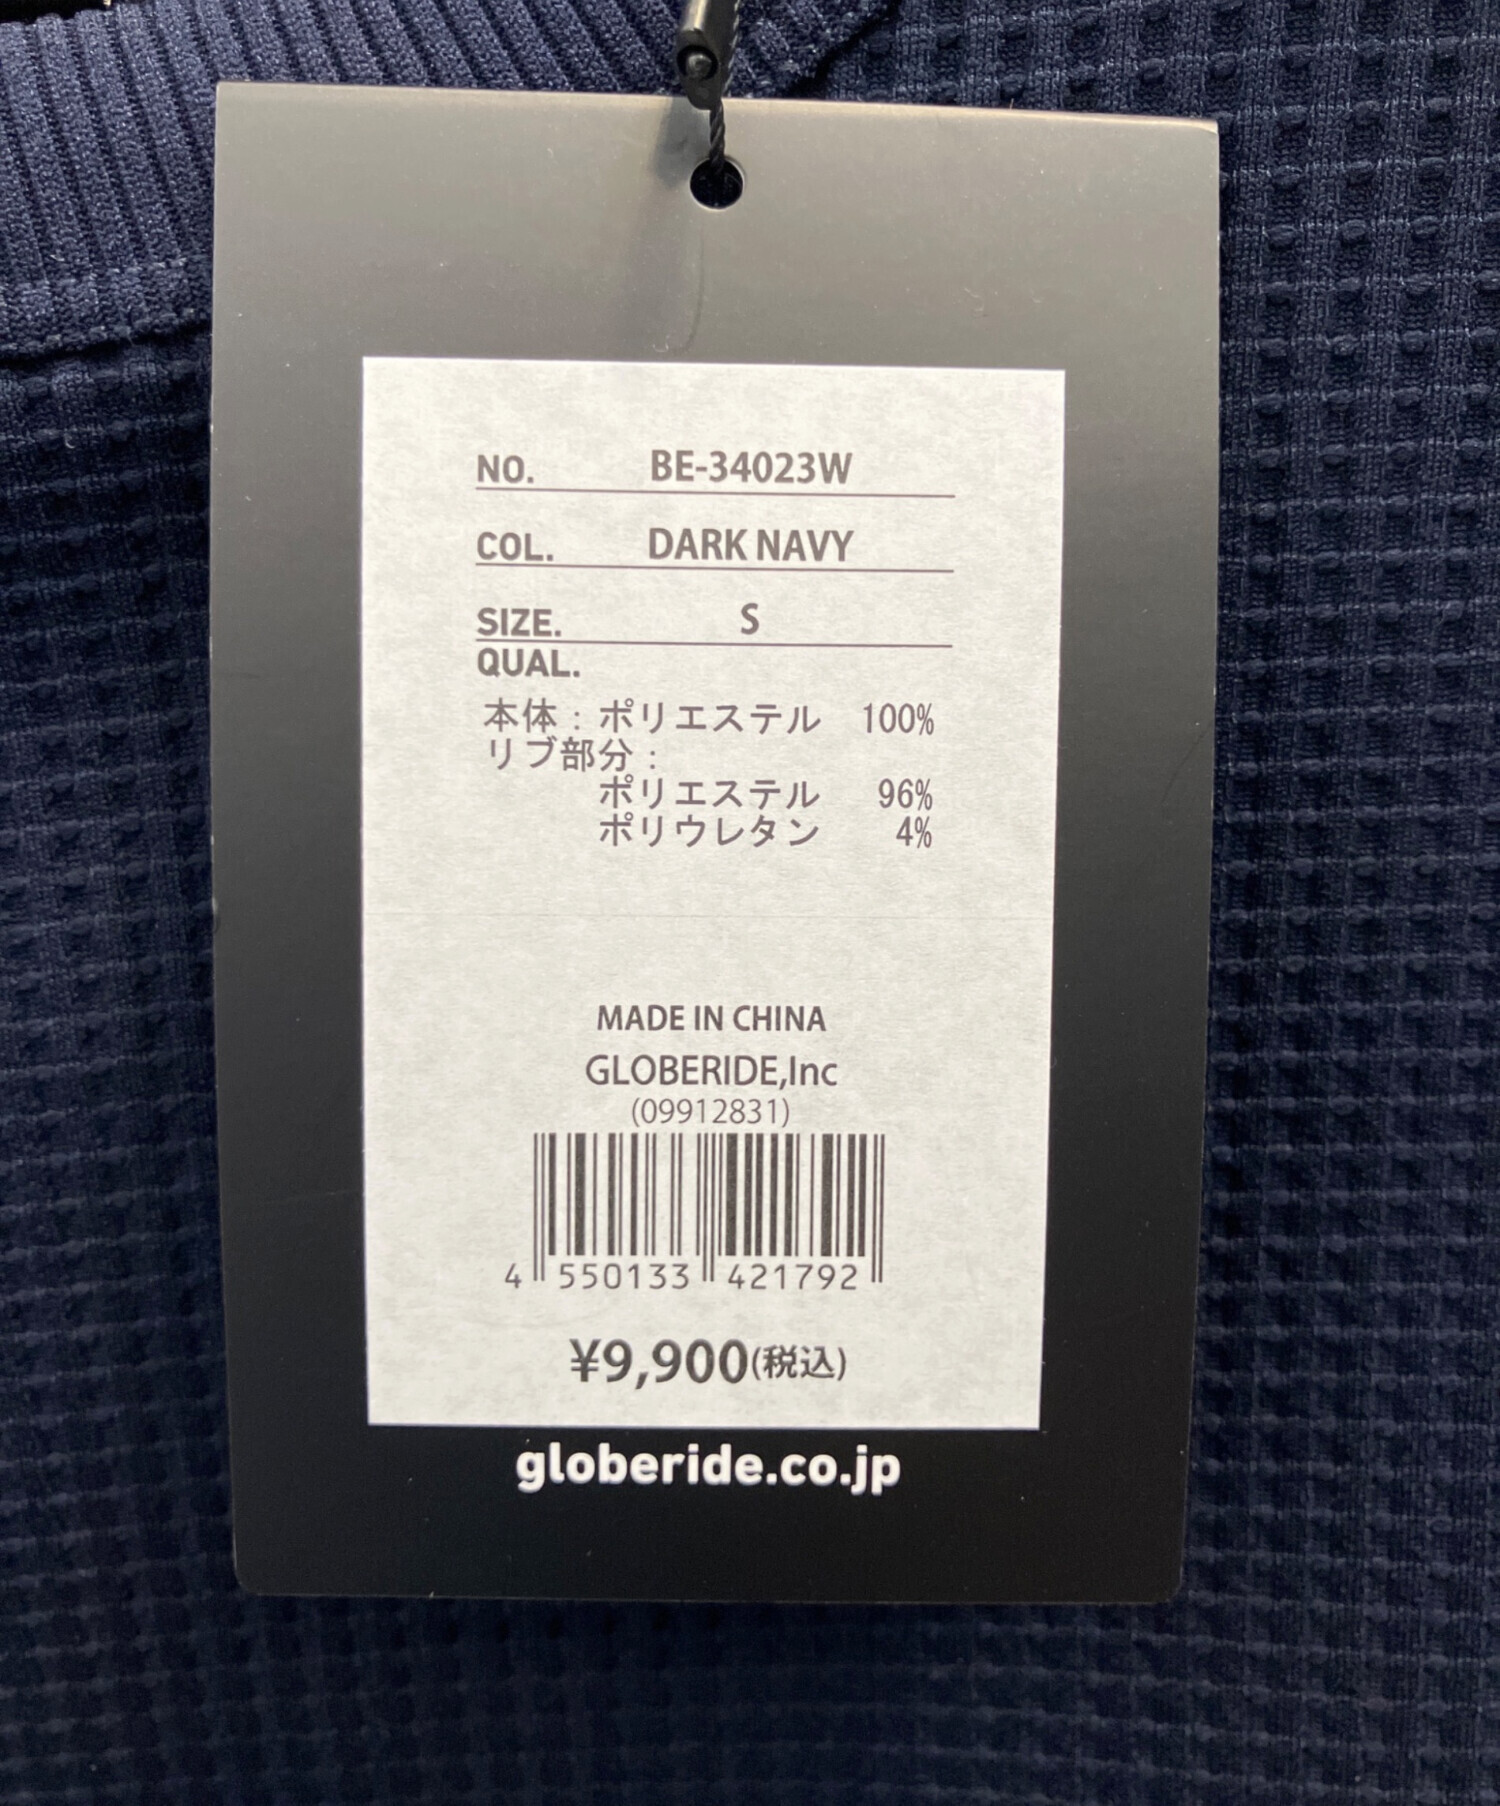 NO. BE-34023W
COL. DARK NAVY
SIZE. S
QUAL.
本体：ポリエステル 100%
リブ部分：
ポリエステル 96%
ポリウレタン 4%
MADE IN CHINA
GLOBERIDE,Inc
(09912831)
4 550133 421792
¥9,900(税込)
globeride.co.jp